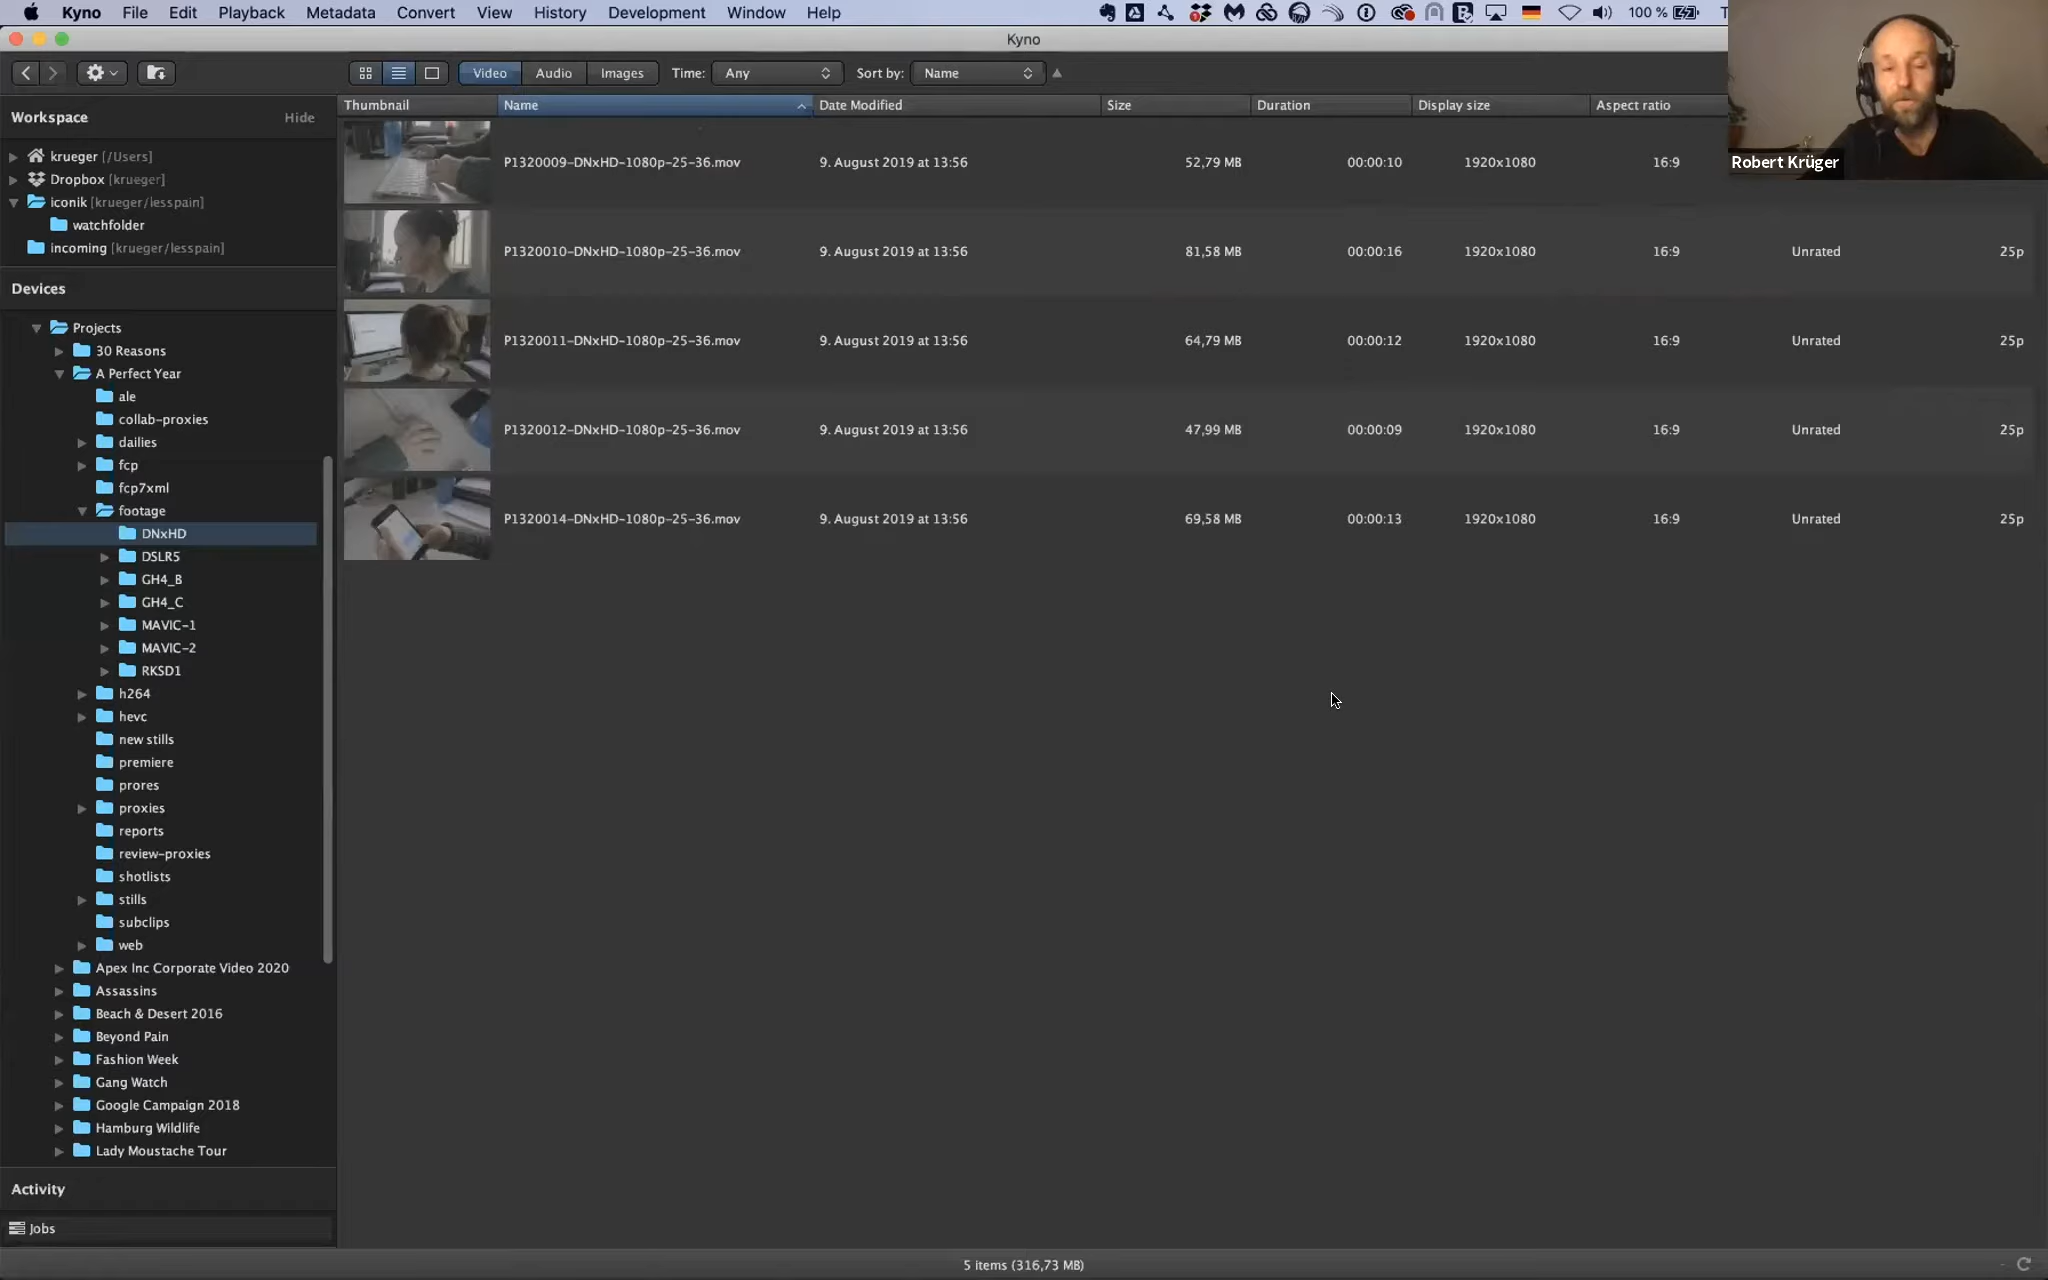 Kyno File Edit Playback Metadata Convert View History Development Window Help 100 %
Kyno
Video Audio Images Time: Any Sort by: Name
Robert Krüger
Workspace Hide
krueger [/Users]
Dropbox [krueger]
iconik [krueger/lesspain]
watchfolder
incoming [krueger/lesspain]
Devices
Projects
30 Reasons
A Perfect Year
ale
collab-proxies
dailies
fcp
fcp7xml
footage
DNxHD
DSLR5
GH4_B
GH4_C
MAVIC-1
MAVIC-2
RKSD1
h264
hevc
new stills
premiere
prores
proxies
reports
review-proxies
shotlists
stills
subclips
web
Apex Inc Corporate Video 2020
Assassins
Beach & Desert 2016
Beyond Pain
Fashion Week
Gang Watch
Google Campaign 2018
Hamburg Wildlife
Lady Moustache Tour
Activity
Jobs
Thumbnail Name Date Modified Size Duration Display size Aspect ratio
P1320009-DNxHD-1080p-25-36.mov 9. August 2019 at 13:56 52,79 MB 00:00:10 1920x1080 16:9
P1320010-DNxHD-1080p-25-36.mov 9. August 2019 at 13:56 81,58 MB 00:00:16 1920x1080 16:9 Unrated 25p
P1320011-DNxHD-1080p-25-36.mov 9. August 2019 at 13:56 64,79 MB 00:00:12 1920x1080 16:9 Unrated 25p
P1320012-DNxHD-1080p-25-36.mov 9. August 2019 at 13:56 47,99 MB 00:00:09 1920x1080 16:9 Unrated 25p
P1320014-DNxHD-1080p-25-36.mov 9. August 2019 at 13:56 69,58 MB 00:00:13 1920x1080 16:9 Unrated 25p
5 items (316,73 MB)